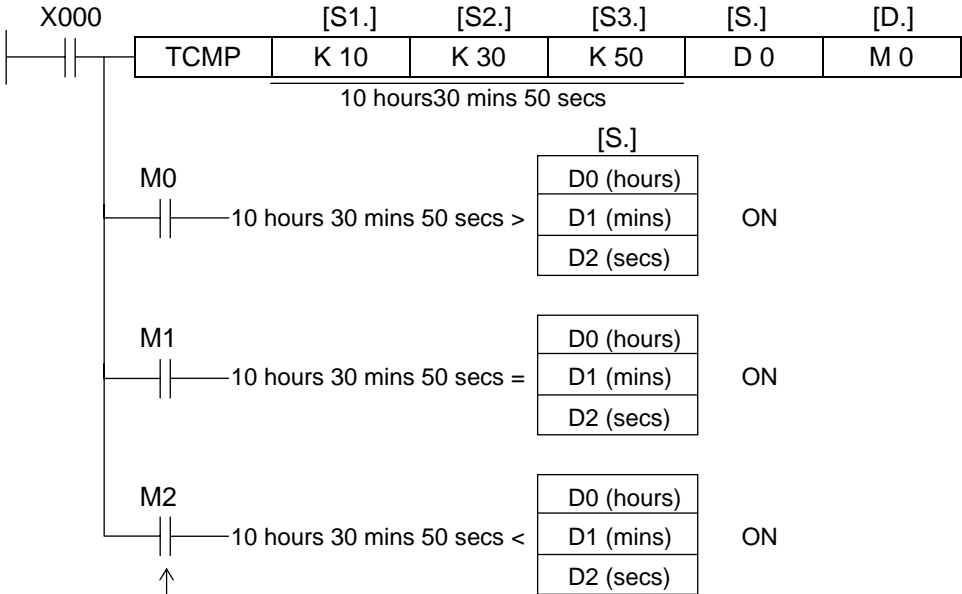 X000 [S1.] [S2.] [S3.] [S.] [D.]
TCMP K 10 K 30 K 50 D 0 M 0
10 hours30 mins 50 secs
[S.]
M0
D0 (hours)
10 hours 30 mins 50 secs > D1 (mins) ON
D2 (secs)
M1
D0 (hours)
10 hours 30 mins 50 secs = D1 (mins) ON
D2 (secs)
M2
D0 (hours)
10 hours 30 mins 50 secs < D1 (mins) ON
D2 (secs)